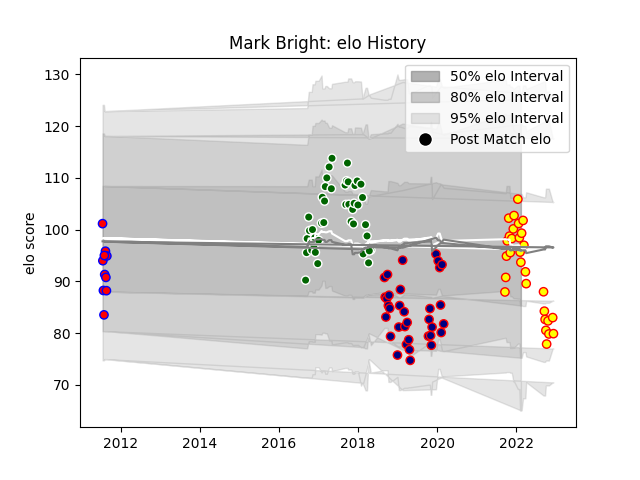 Mark Bright: elo History
130
120
110
100
90
80
70
elo score
50% elo Interval
80% elo Interval
95% elo Interval
Post Match elo
2012
2014
2016
2018
2020
2022